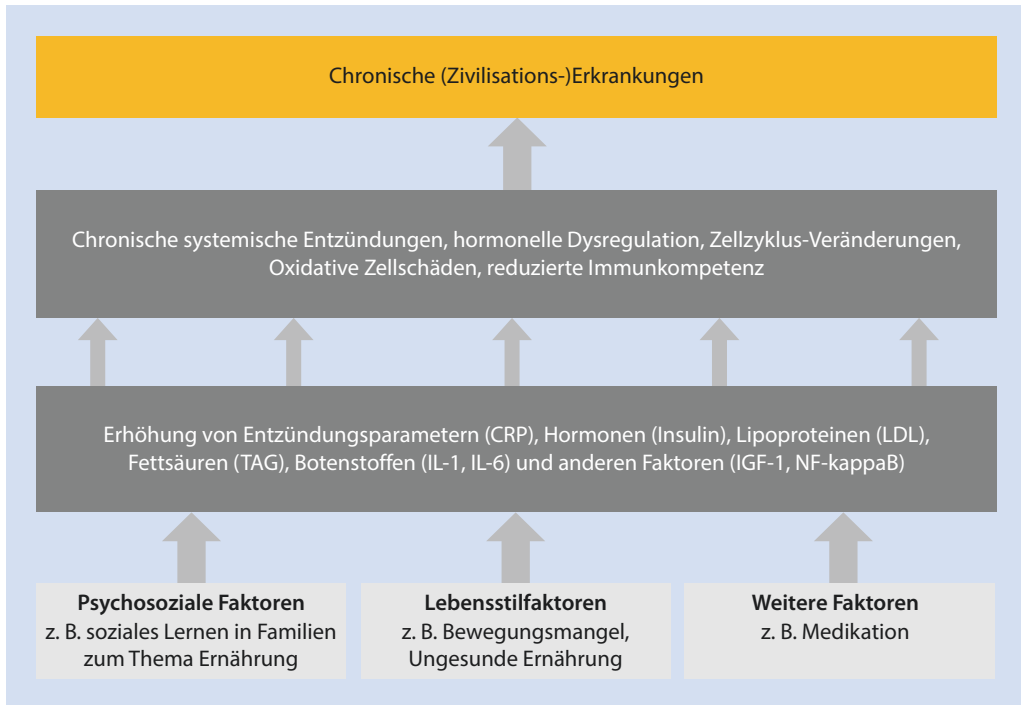 Chronische (Zivilisations-)Erkrankungen
Chronische systemische Entzündungen, hormonelle Dysregulation, Zellzyklus-Veränderungen,
Oxidative Zellschäden, reduzierte Immunkompetenz
Erhöhung von Entzündungsparametern (CRP), Hormonen (Insulin), Lipoproteinen (LDL),
Fettsäuren (TAG), Botenstoffen (IL-1, IL-6) und anderen Faktoren (IGF-1, NF-kappaB)
Psychosoziale Faktoren
z. B. soziales Lernen in Familien
zum Thema Ernährung
Lebensstilfaktoren
z. B. Bewegungsmangel,
Ungesunde Ernährung
Weitere Faktoren
z. B. Medikation